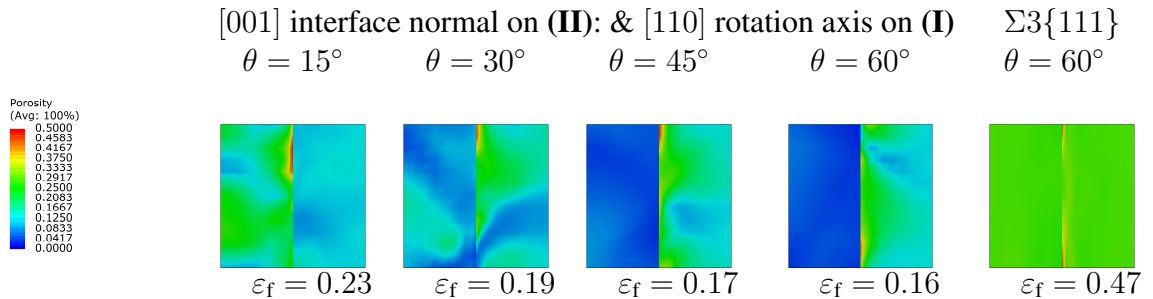 [001] interface normal on (II): & [110] rotation axis on (I) Σ3{111}
θ = 15° θ = 30° θ = 45° θ = 60° θ = 60°
Porosity
(Avg: 100%)
0.5000
0.4583
0.4167
0.3750
0.3333
0.2917
0.2500
0.2083
0.1667
0.1250
0.0833
0.0417
0.0000
εf = 0.23 εf = 0.19 εf = 0.17 εf = 0.16 εf = 0.47